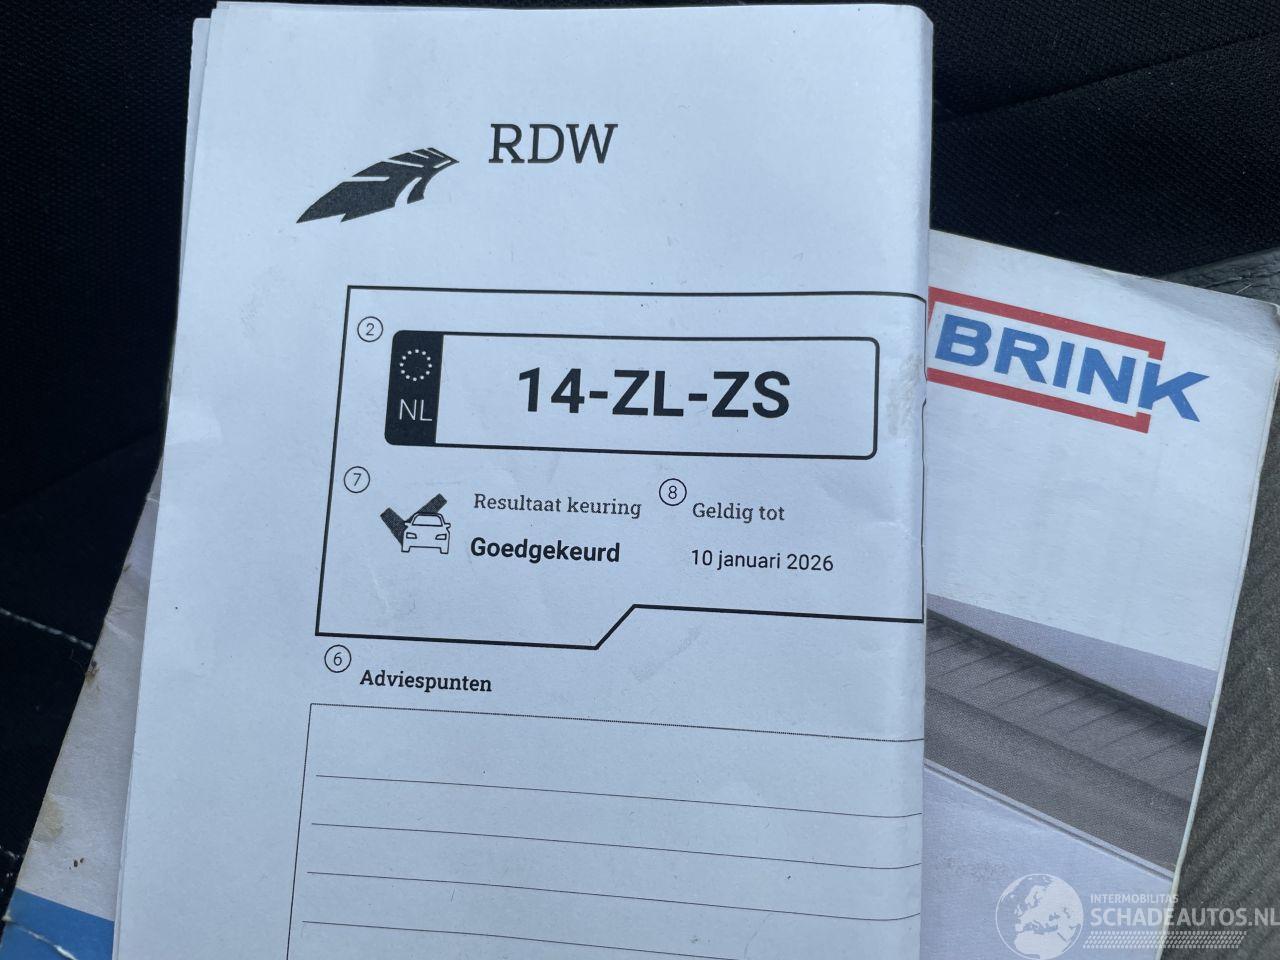 RDW
BRINK
2
NL
14-ZL-ZS
7
Resultaat keuring
8
Geldig tot
Goedgekeurd
10 januari 2026
6
Adviespunten
INTERMOBILITAS
SCHADEAUTOS.NL